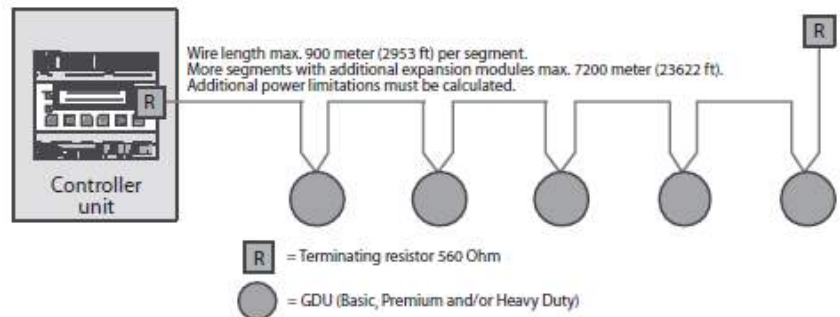 R
Wire length max. 900 meter (2953 ft) per segment.
More segments with additional expansion modules max. 7200 meter (23622 ft).
Additional power limitations must be calculated.
R
Controller
unit
R = Terminating resistor 560 Ohm
= GDU (Basic, Premium and/or Heavy Duty)